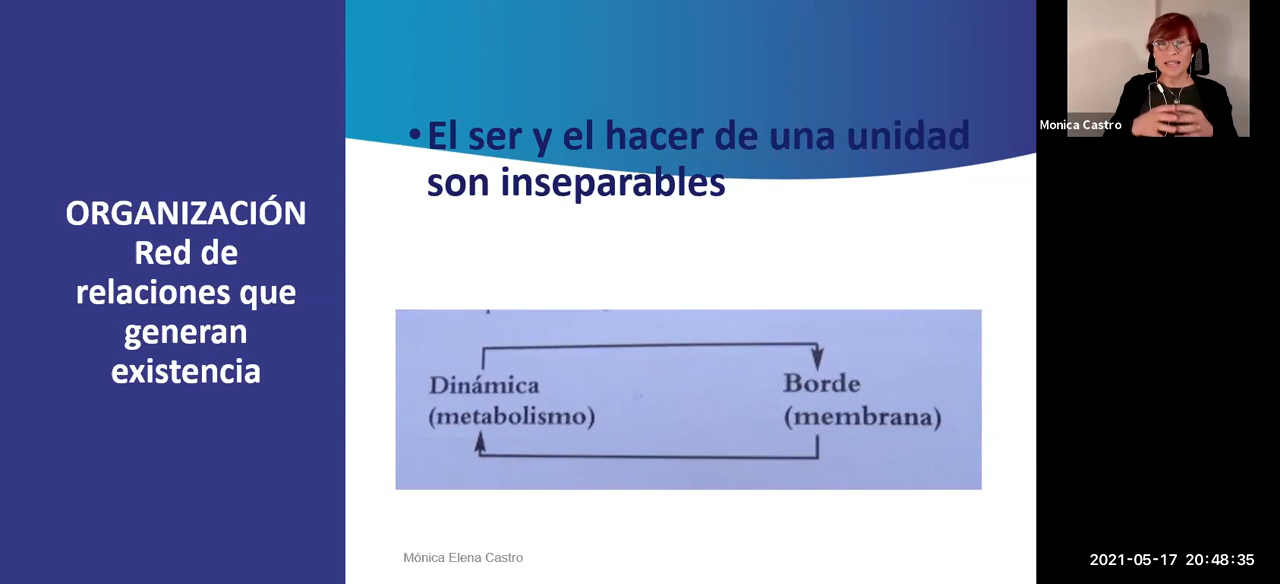 ORGANIZACIÓN
Red de
relaciones que
generan
existencia
•El ser y el hacer de una unidad
son inseparables
Dinámica
(metabolismo)
Borde
(membrana)
Mónica Elena Castro
Monica Castro
2021-05-17 20:48:35